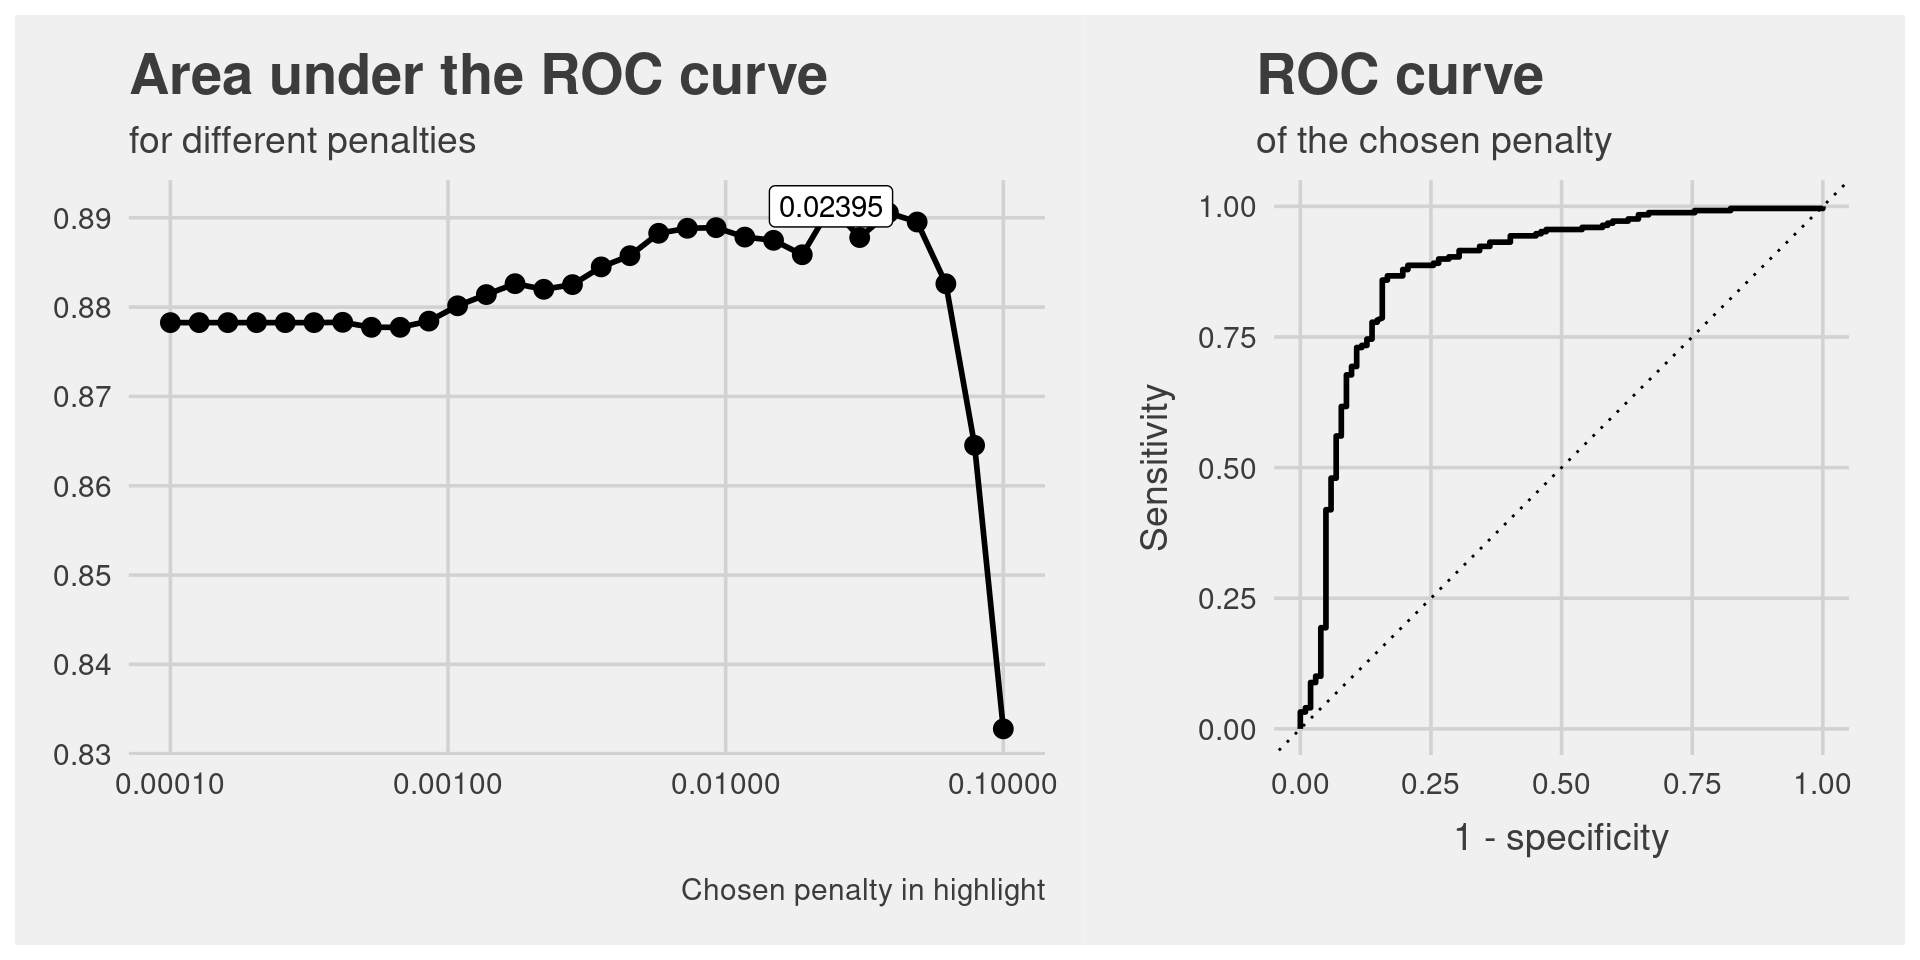 Area under the ROC curve
for different penalties
0.89
0.88
0.87
0.86
0.85
0.84
0.83
0.02395
0.00010 0.00100 0.01000 0.10000
Chosen penalty in highlight
ROC curve
of the chosen penalty
Sensitivity
1.00
0.75
0.50
0.25
0.00
0.00 0.25 0.50 0.75 1.00
1 - specificity